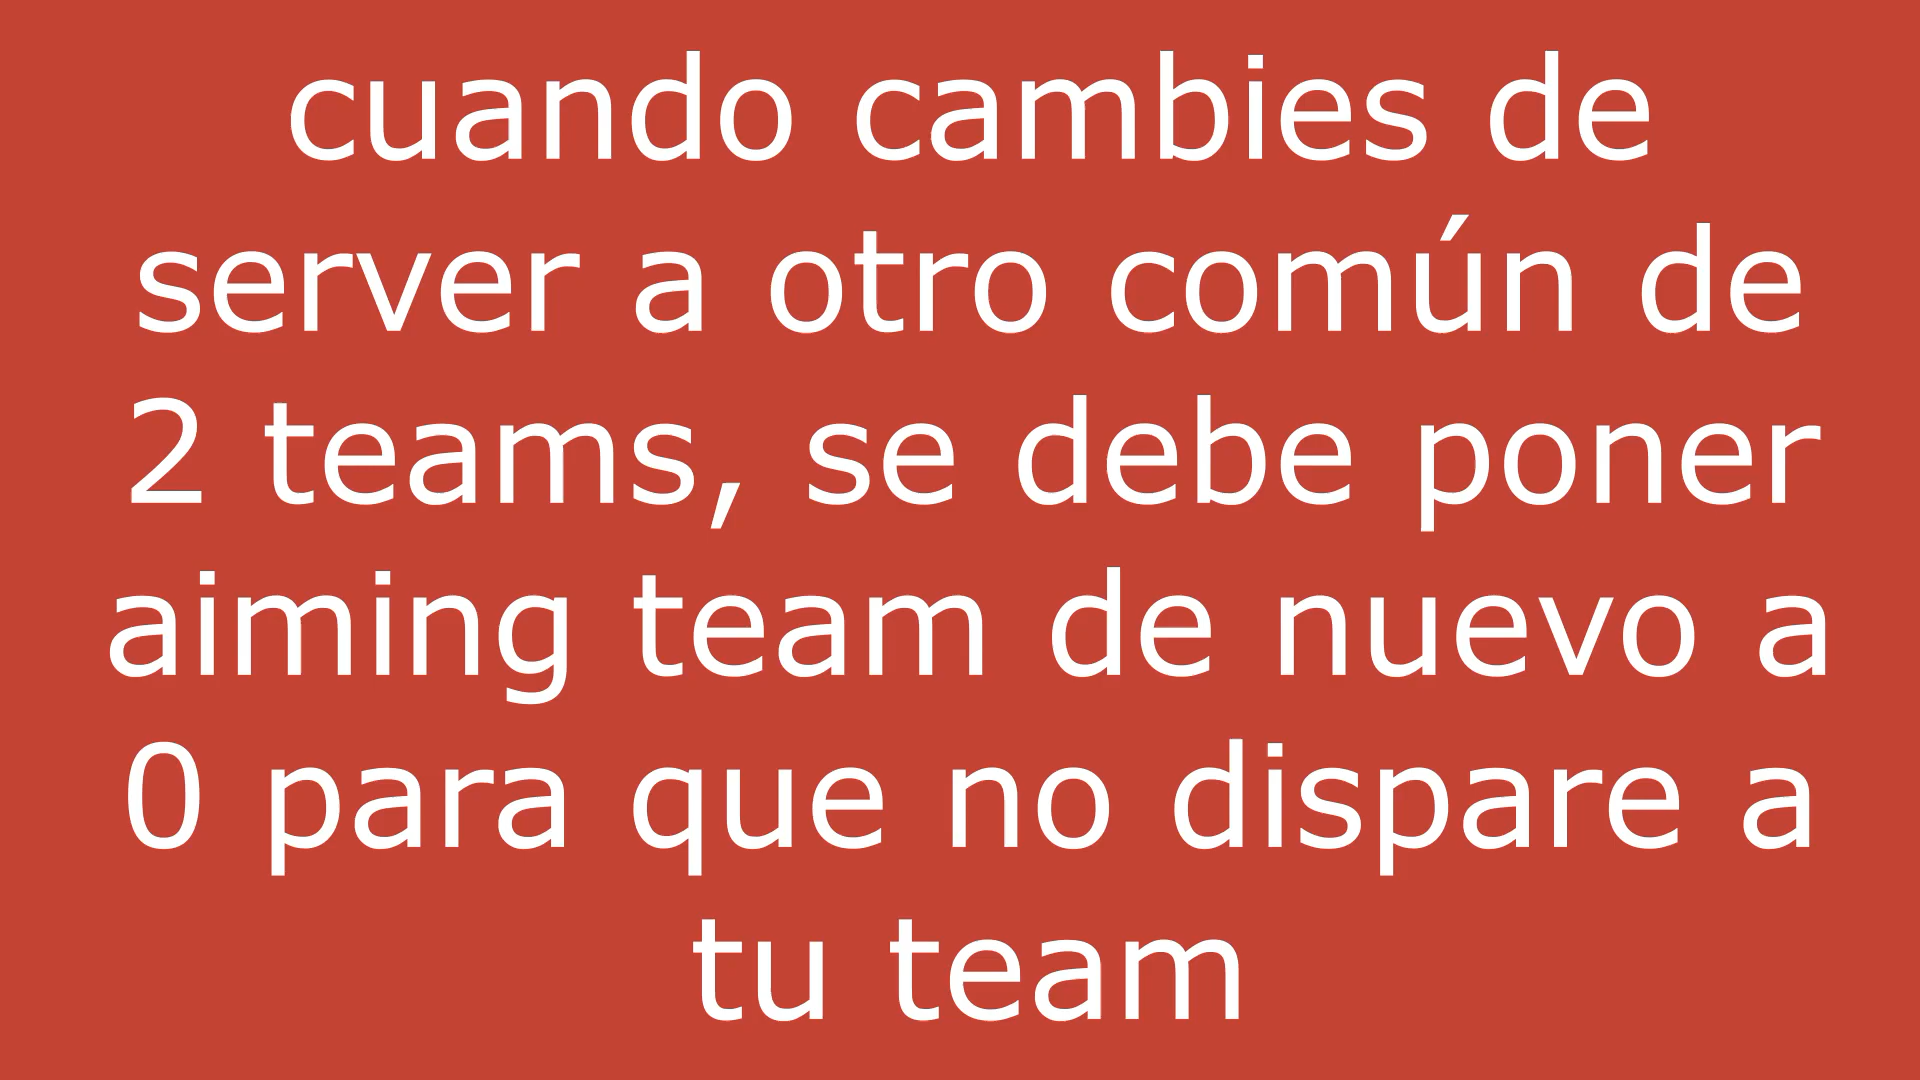 cuando cambies de
server a otro común de
2 teams, se debe poner
aiming team de nuevo a
0 para que no dispare a
tu team